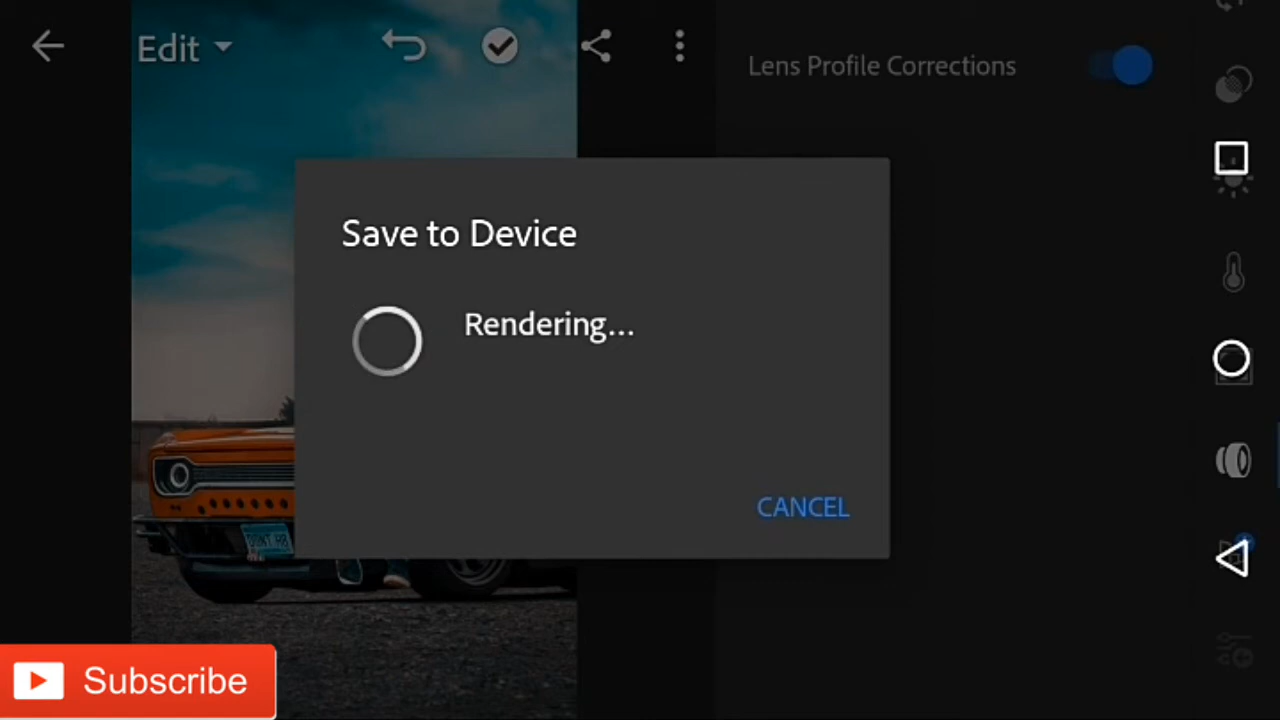 Edit
Lens Profile Corrections
Save to Device
Rendering...
CANCEL
Subscribe